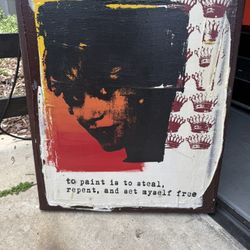 to paint is to steal,
repent, and set myself free